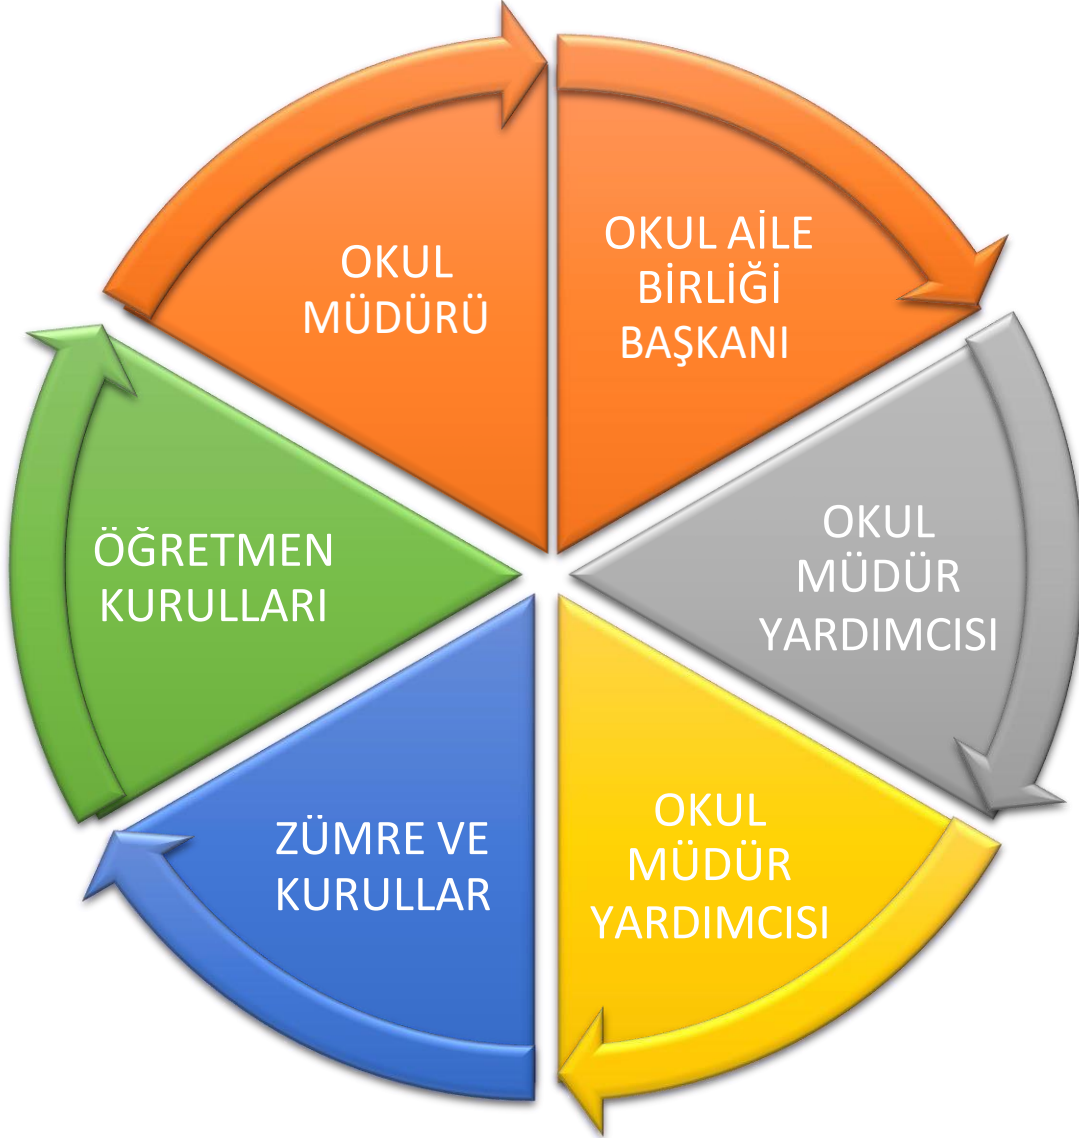 OKUL
MÜDÜRÜ
OKUL AİLE
BİRLİĞİ
BAŞKANI
OKUL
MÜDÜR
YARDIMCISI
OKUL
MÜDÜR
YARDIMCISI
ZÜMRE VE
KURULLAR
ÖĞRETMEN
KURULLARI